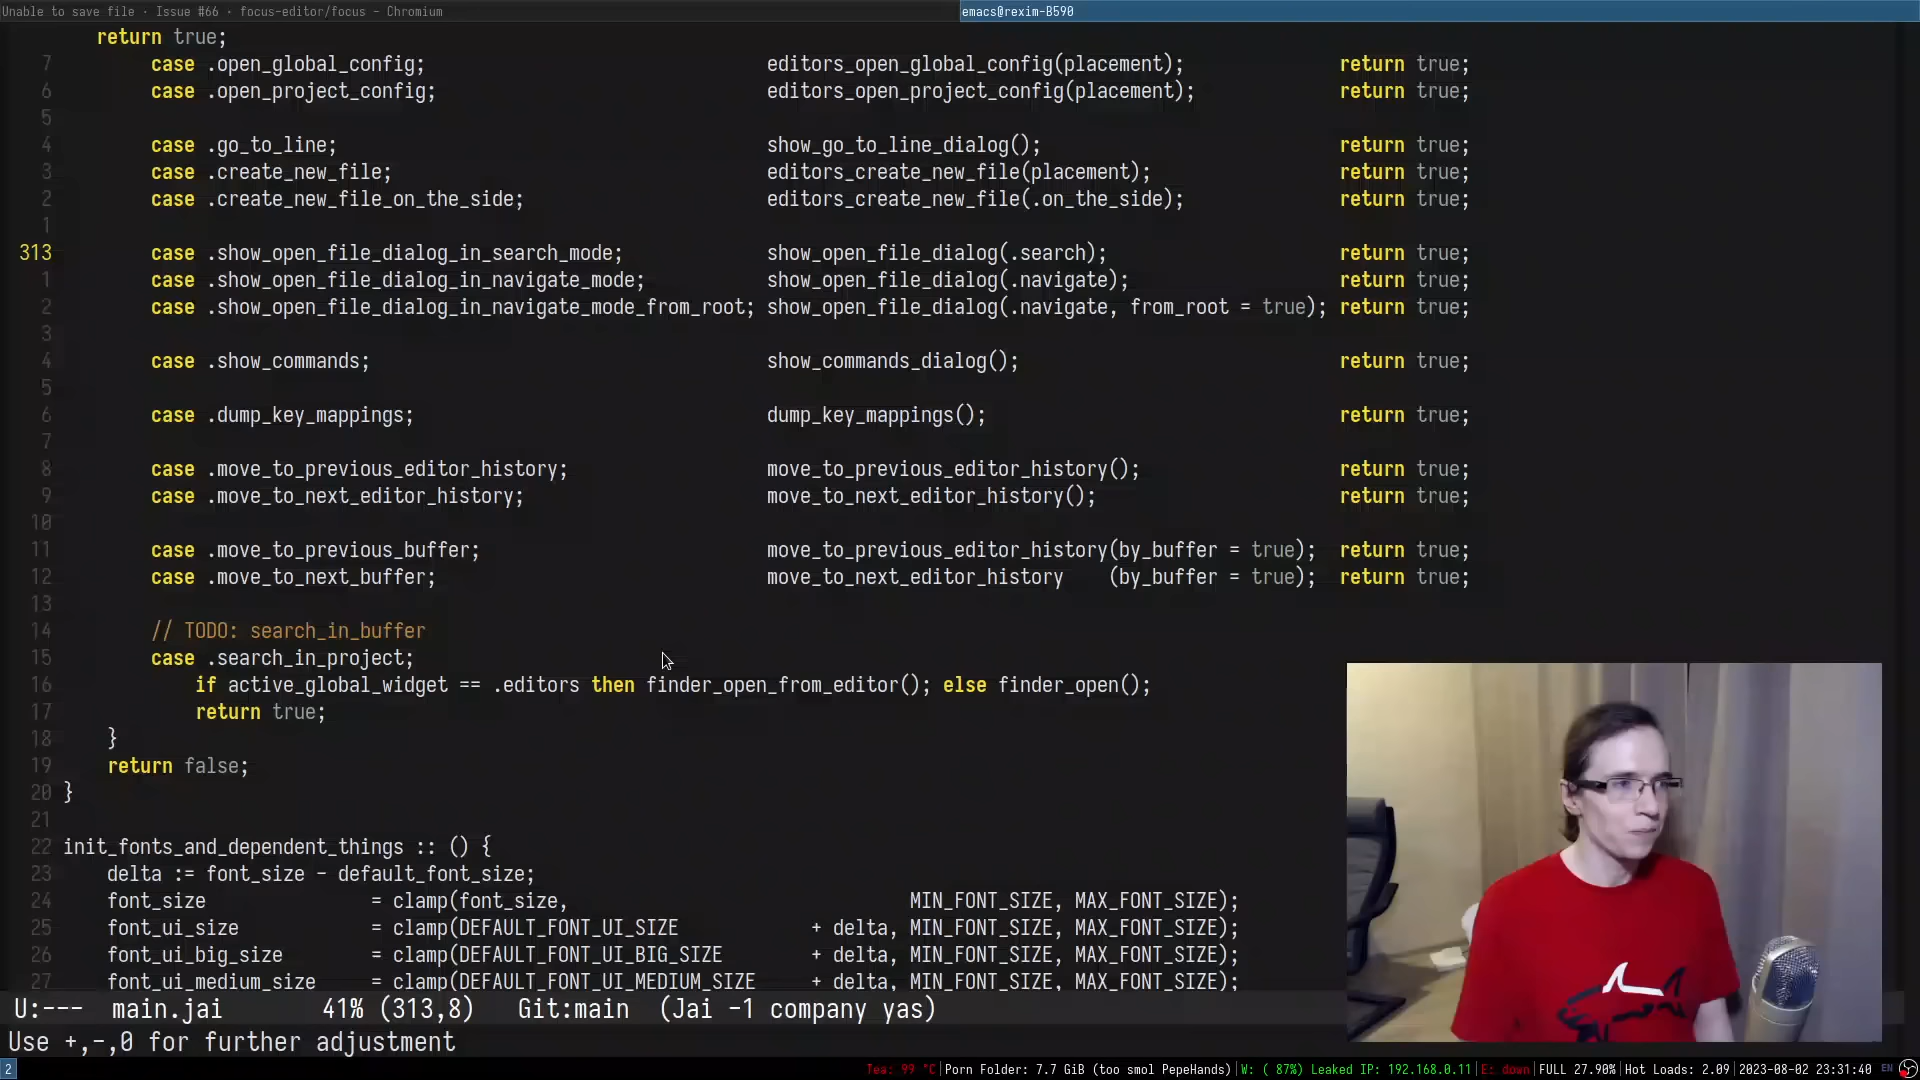 Unable to save file · Issue #66 · focus-editor/focus - Chromium
emacs@rexim-B590
return true;
7 case .open_global_config; editors_open_global_config(placement); return true;
6 case .open_project_config; editors_open_project_config(placement); return true;
5
4 case .go_to_line; show_go_to_line_dialog(); return true;
3 case .create_new_file; editors_create_new_file(placement); return true;
2 case .create_new_file_on_the_side; editors_create_new_file(.on_the_side); return true;
1
313 case .show_open_file_dialog_in_search_mode; show_open_file_dialog(.search); return true;
1 case .show_open_file_dialog_in_navigate_mode; show_open_file_dialog(.navigate); return true;
2 case .show_open_file_dialog_in_navigate_mode_from_root; show_open_file_dialog(.navigate, from_root = true); return true;
3
4 case .show_commands; show_commands_dialog(); return true;
5
6 case .dump_key_mappings; dump_key_mappings(); return true;
7
8 case .move_to_previous_editor_history; move_to_previous_editor_history(); return true;
9 case .move_to_next_editor_history; move_to_next_editor_history(); return true;
10
11 case .move_to_previous_buffer; move_to_previous_editor_history(by_buffer = true); return true;
12 case .move_to_next_buffer; move_to_next_editor_history (by_buffer = true); return true;
13
14 // TODO: search_in_buffer
15 case .search_in_project;
16 if active_global_widget == .editors then finder_open_from_editor(); else finder_open();
17 return true;
18 }
19 return false;
20 }
21
22 init_fonts_and_dependent_things :: () {
23 delta := font_size - default_font_size;
24 font_size = clamp(font_size, MIN_FONT_SIZE, MAX_FONT_SIZE);
25 font_ui_size = clamp(DEFAULT_FONT_UI_SIZE + delta, MIN_FONT_SIZE, MAX_FONT_SIZE);
26 font_ui_big_size = clamp(DEFAULT_FONT_UI_BIG_SIZE + delta, MIN_FONT_SIZE, MAX_FONT_SIZE);
27 font_ui_medium_size = clamp(DEFAULT_FONT_UI_MEDIUM_SIZE + delta, MIN_FONT_SIZE, MAX_FONT_SIZE);
U:--- main.jai 41% (313,8) Git:main (Jai -1 company yas)
Use +,-,0 for further adjustment
2 Tea: 99 °C|Porn Folder: 7.7 GiB (too smol PepeHands)|W: ( 87%) Leaked IP: 192.168.0.11|E: down|FULL 27.90%|Hot Loads: 2.09|2023-08-02 23:31:40 EN